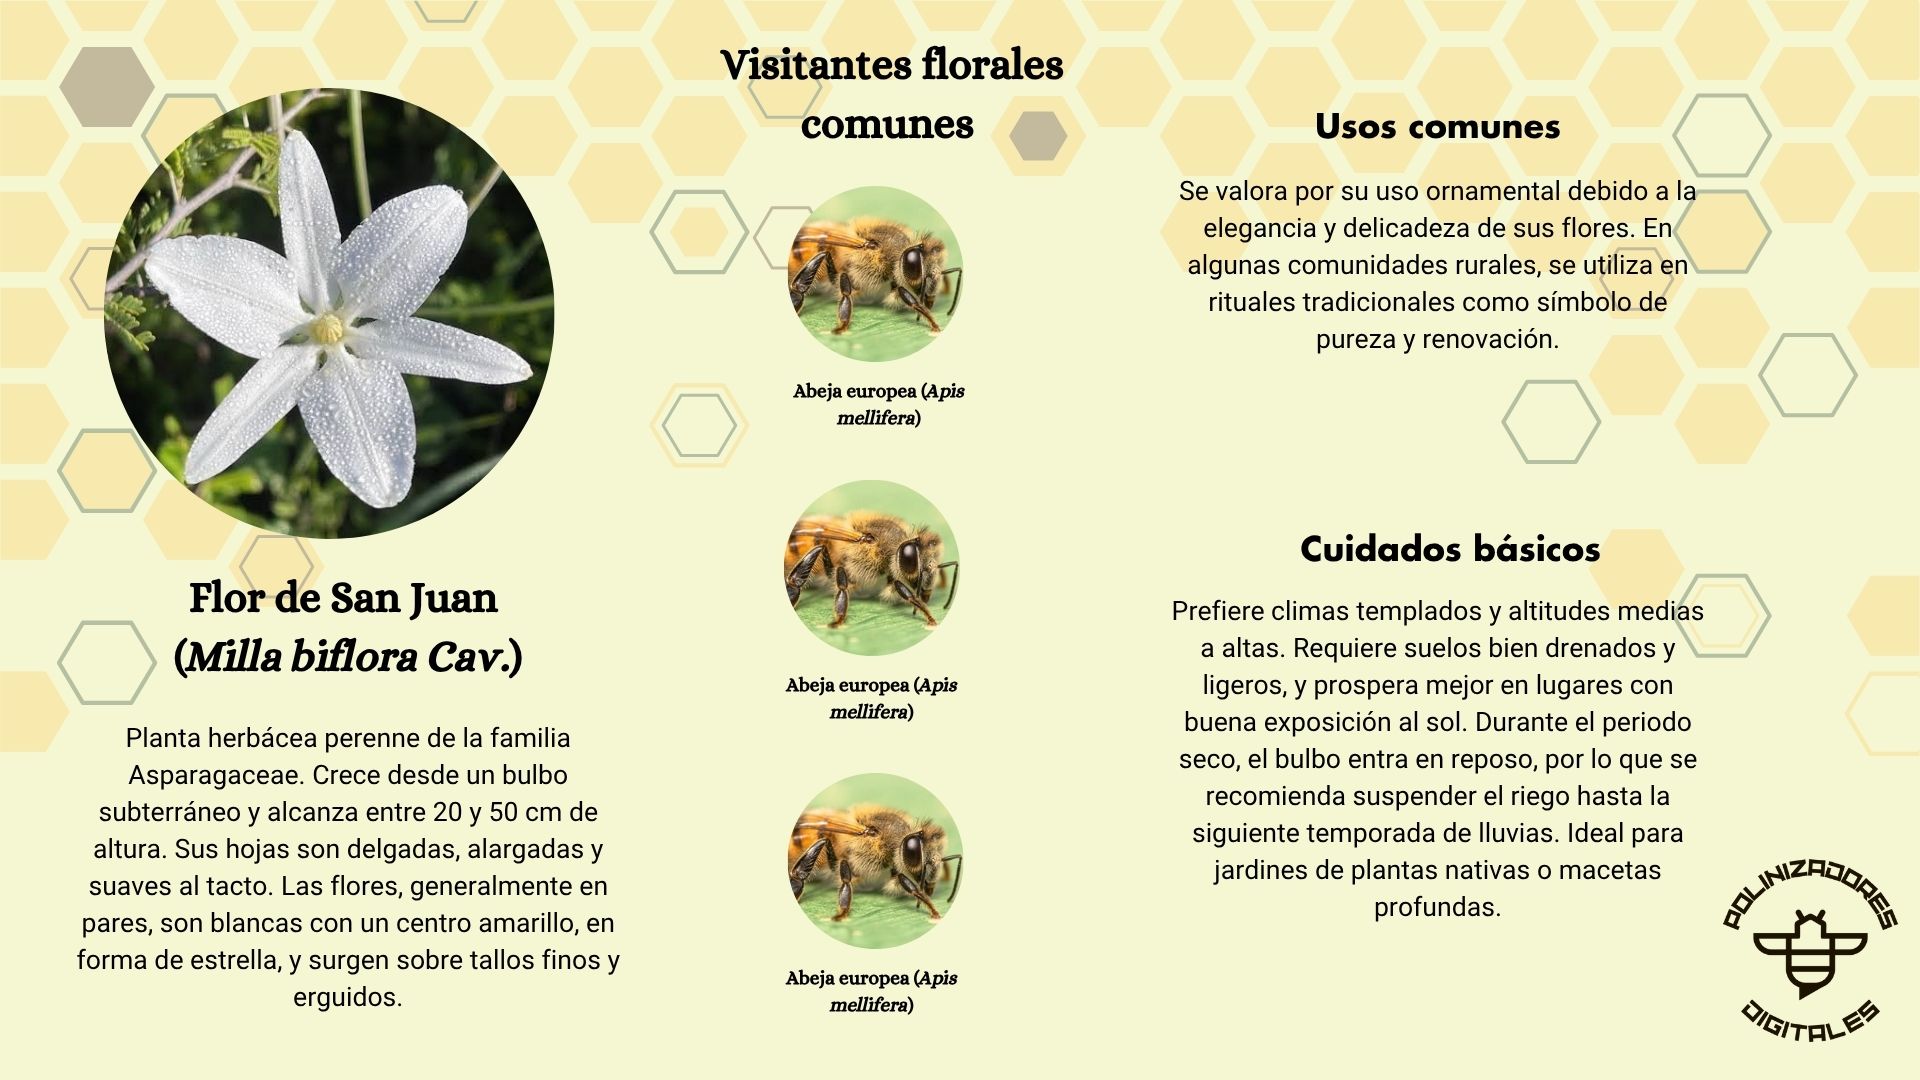 Flor de San Juan
(Milla biflora Cav.)
Planta herbácea perenne de la familia
Asparagaceae. Crece desde un bulbo
subterráneo y alcanza entre 20 y 50 cm de
altura. Sus hojas son delgadas, alargadas y
suaves al tacto. Las flores, generalmente en
pares, son blancas con un centro amarillo, en
forma de estrella, y surgen sobre tallos finos y
erguidos.
Visitantes florales
comunes
Abeja europea (Apis
mellifera)
Abeja europea (Apis
mellifera)
Abeja europea (Apis
mellifera)
Usos comunes
Se valora por su uso ornamental debido a la
elegancia y delicadeza de sus flores. En
algunas comunidades rurales, se utiliza en
rituales tradicionales como símbolo de
pureza y renovación.
Cuidados básicos
Prefiere climas templados y altitudes medias
a altas. Requiere suelos bien drenados y
ligeros, y prospera mejor en lugares con
buena exposición al sol. Durante el periodo
seco, el bulbo entra en reposo, por lo que se
recomienda suspender el riego hasta la
siguiente temporada de lluvias. Ideal para
jardines de plantas nativas o macetas
profundas.
POLINIZADORES
DIGITALES